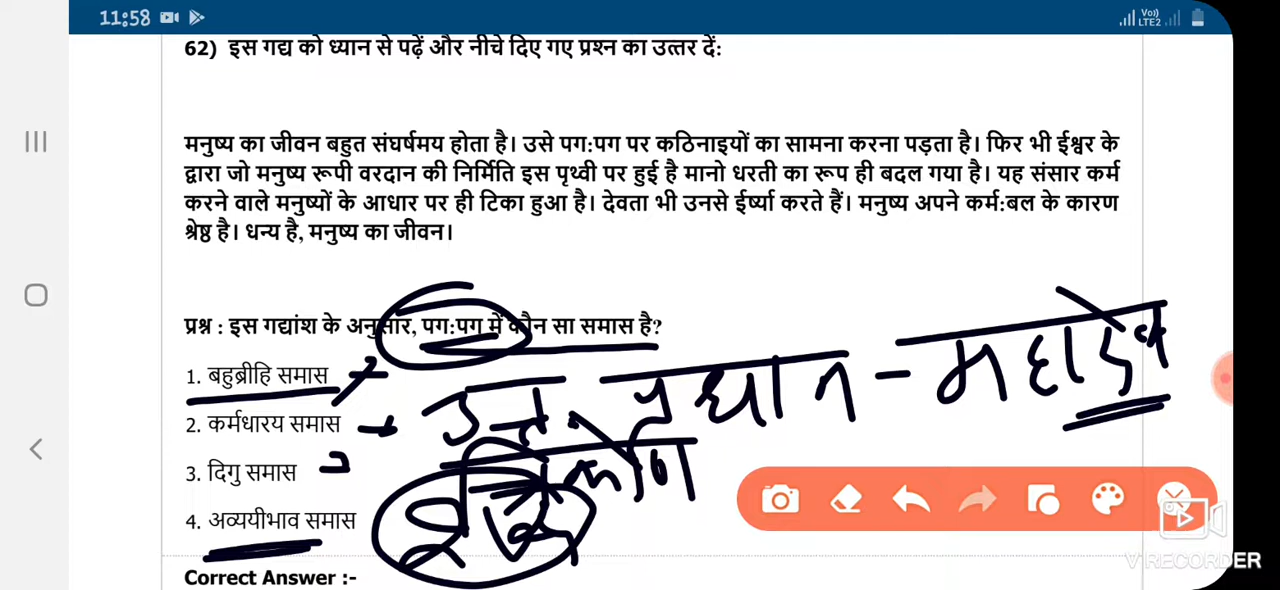 11:58
Vo) LTE2
62) इस गद्य को ध्यान से पढ़ें और नीचे दिए गए प्रश्न का उत्तर दें:
मनुष्य का जीवन बहुत संघर्षमय होता है। उसे पग:पग पर कठिनाइयों का सामना करना पड़ता है। फिर भी ईश्वर के
द्वारा जो मनुष्य रूपी वरदान की निर्मिति इस पृथ्वी पर हुई है मानो धरती का रूप ही बदल गया है। यह संसार कर्म
करने वाले मनुष्यों के आधार पर ही टिका हुआ है। देवता भी उनसे ईर्ष्या करते हैं। मनुष्य अपने कर्म:बल के कारण
श्रेष्ठ है। धन्य है, मनुष्य का जीवन।
प्रश्न : इस गद्यांश के अनुसार, पग:पग में कौन सा समास है?
1. बहुब्रीहि समास
2. कर्मधारय समास
उत्त. प्रधान - महादेव
3. दिगु समास
4. अव्ययीभाव समास
Correct Answer :-
V RECORDER